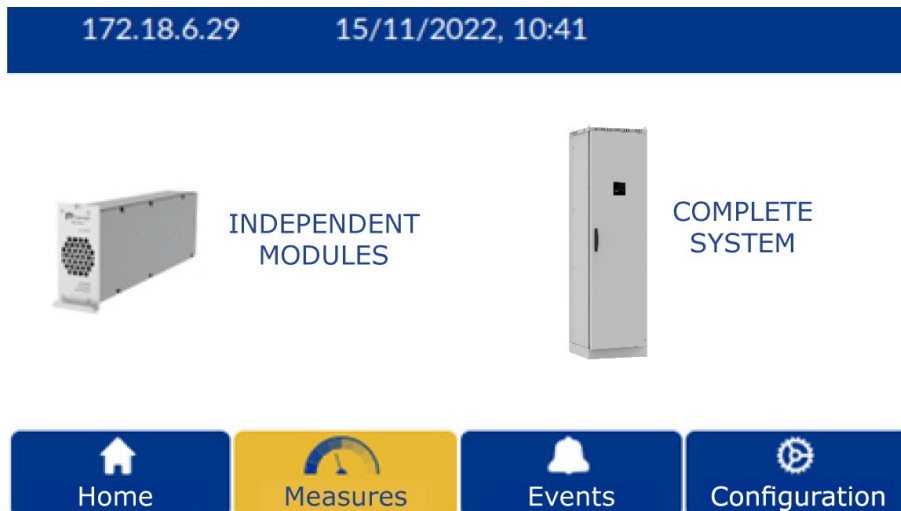 172.18.6.29 15/11/2022, 10:41
INDEPENDENT
MODULES
COMPLETE
SYSTEM
Home Measures Events Configuration